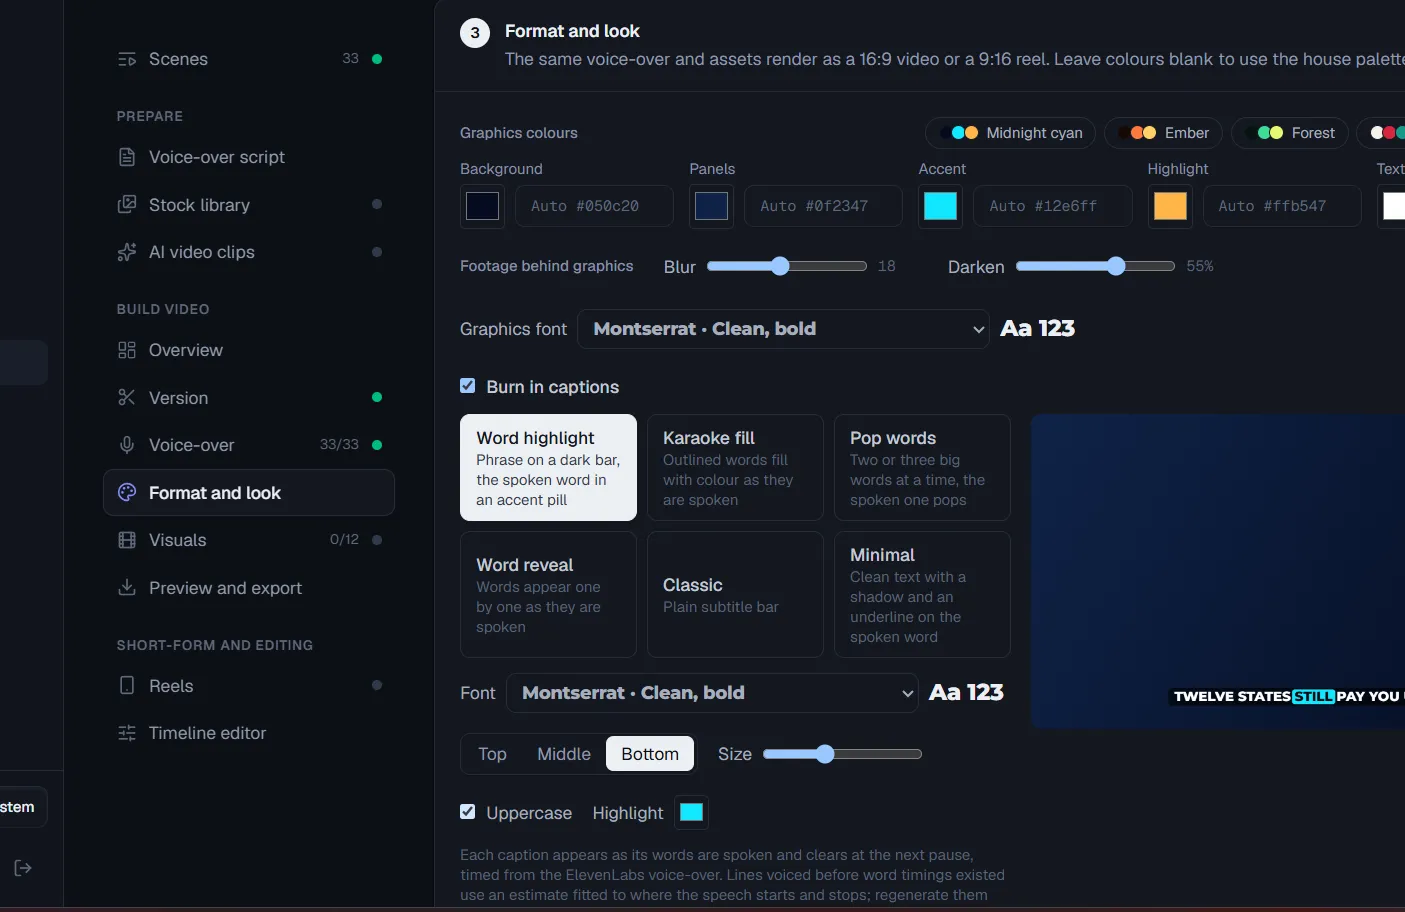 Scenes 33
PREPARE
Voice-over script
Stock library
AI video clips
BUILD VIDEO
Overview
Version
Voice-over 33/33
Format and look
Visuals 0/12
Preview and export
SHORT-FORM AND EDITING
Reels
Timeline editor
stem
3 Format and look
The same voice-over and assets render as a 16:9 video or a 9:16 reel. Leave colours blank to use the house palette
Graphics colours Midnight cyan Ember Forest
Background Panels Accent Highlight Text
Auto #050c20 Auto #0f2347 Auto #12e6ff Auto #ffb547
Footage behind graphics Blur 18 Darken 55%
Graphics font Montserrat · Clean, bold Aa 123
Burn in captions
Word highlight
Phrase on a dark bar,
the spoken word in
an accent pill
Karaoke fill
Outlined words fill
with colour as they
are spoken
Pop words
Two or three big
words at a time, the
spoken one pops
Word reveal
Words appear one
by one as they are
spoken
Classic
Plain subtitle bar
Minimal
Clean text with a
shadow and an
underline on the
spoken word
TWELVE STATES STILL PAY YOU
Font Montserrat · Clean, bold Aa 123
Top Middle Bottom Size
Uppercase Highlight
Each caption appears as its words are spoken and clears at the next pause,
timed from the ElevenLabs voice-over. Lines voiced before word timings existed
use an estimate fitted to where the speech starts and stops; regenerate them